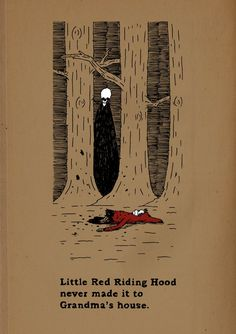 Little Red Riding Hood
never made it to
Grandma's house.